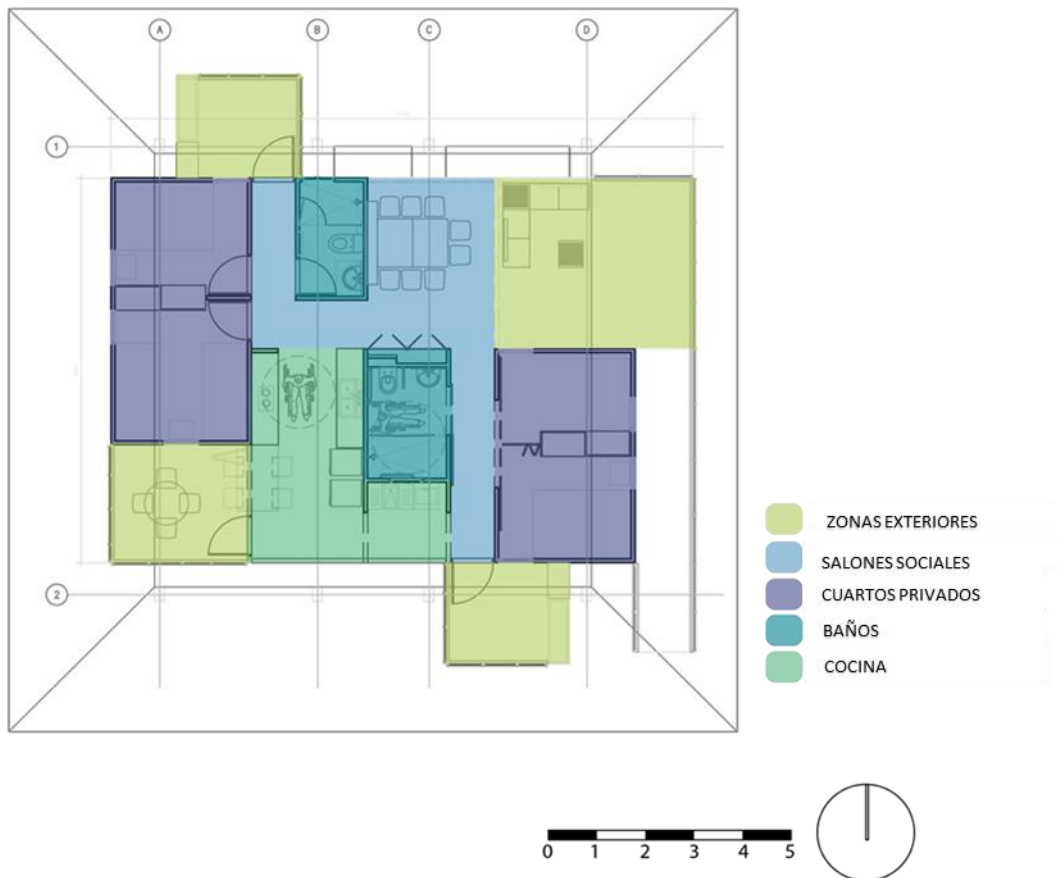 A B C D
1
2
ZONAS EXTERIORES
SALONES SOCIALES
CUARTOS PRIVADOS
BAÑOS
COCINA
0 1 2 3 4 5